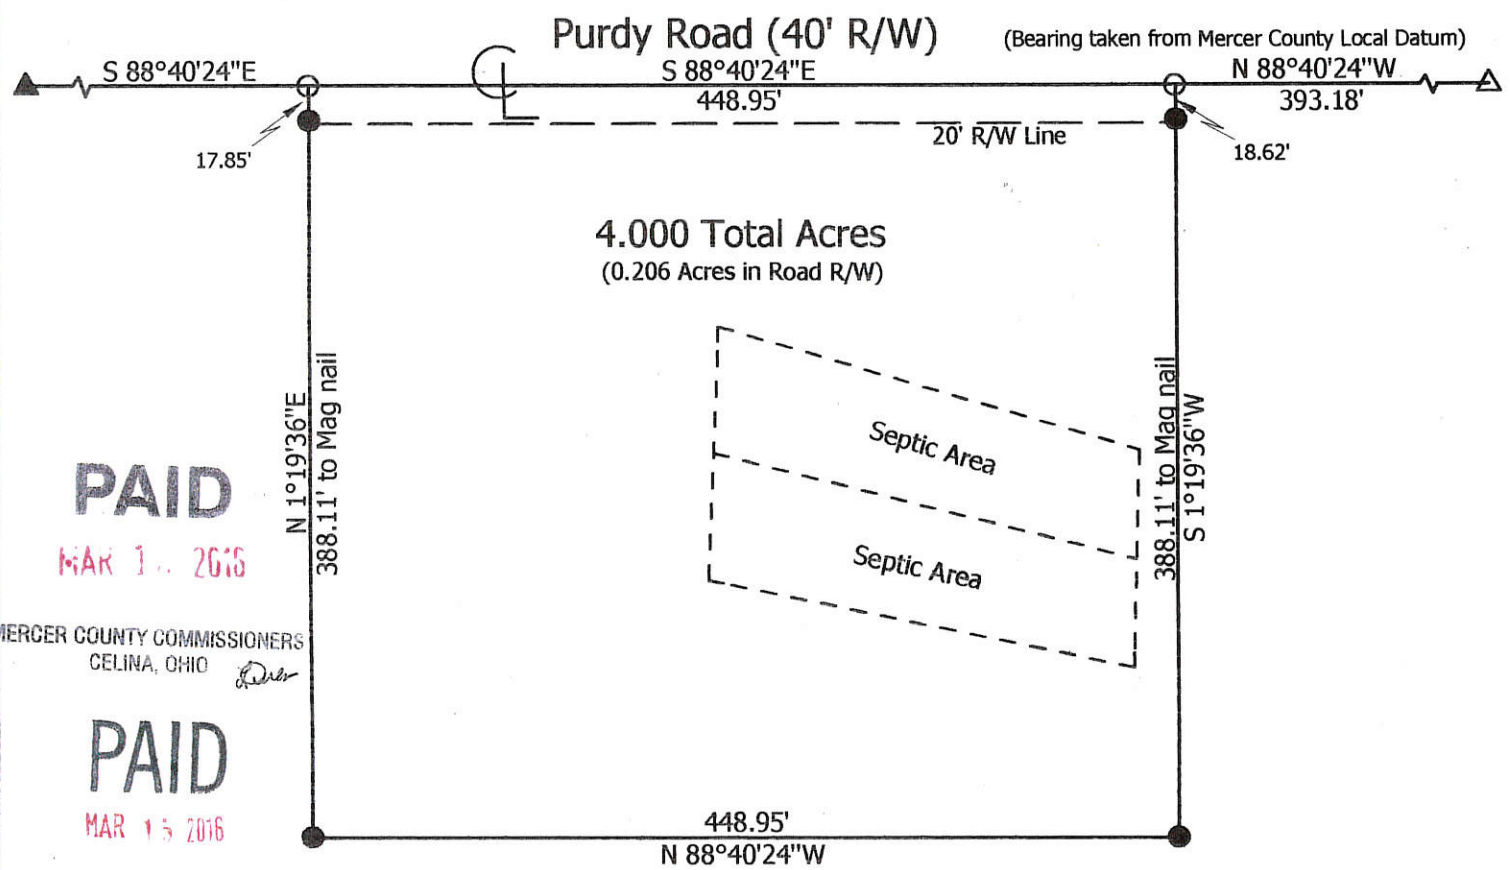 Purdy Road (40' R/W)
(Bearing taken from Mercer County Local Datum)
S 88°40'24"E
S 88°40'24"E
N 88°40'24"W
448.95'
393.18'
20' R/W Line
17.85'
18.62'
4.000 Total Acres
(0.206 Acres in Road R/W)
N 1°19'36"E
388.11' to Mag nail
388.11' to Mag nail
S 1°19'36"W
Septic Area
Septic Area
PAID
MAR 2016
MERCER COUNTY COMMISSIONERS
CELINA, OHIO
PAID
MAR 15 2016
448.95'
N 88°40'24"W